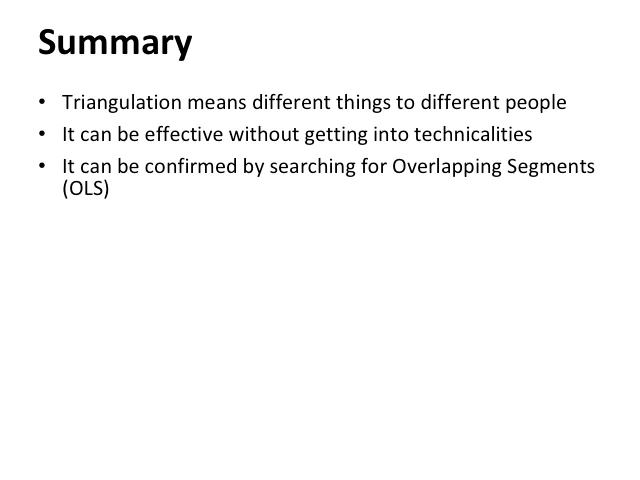 Summary
• Triangulation means different things to different people
• It can be effective without getting into technicalities
• It can be confirmed by searching for Overlapping Segments
(OLS)